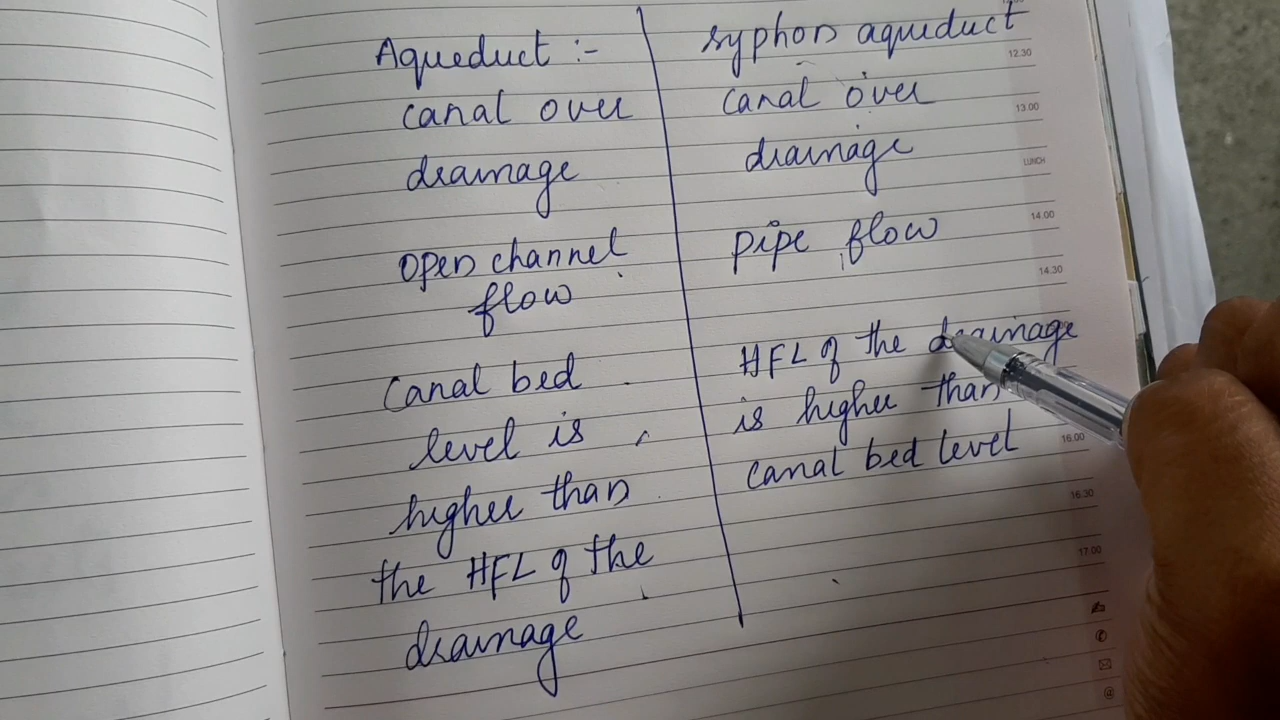 Aqueduct :-
canal over
drainage
open channel
flow
Canal bed
level is
higher than
the HFL of the
drainage
syphon aqueduct
canal over
drainage
pipe flow
HFL of the drainage
is higher than
canal bed level
12.30
13.00
LUNCH
14.00
14.30
16.00
16.30
17.00
@